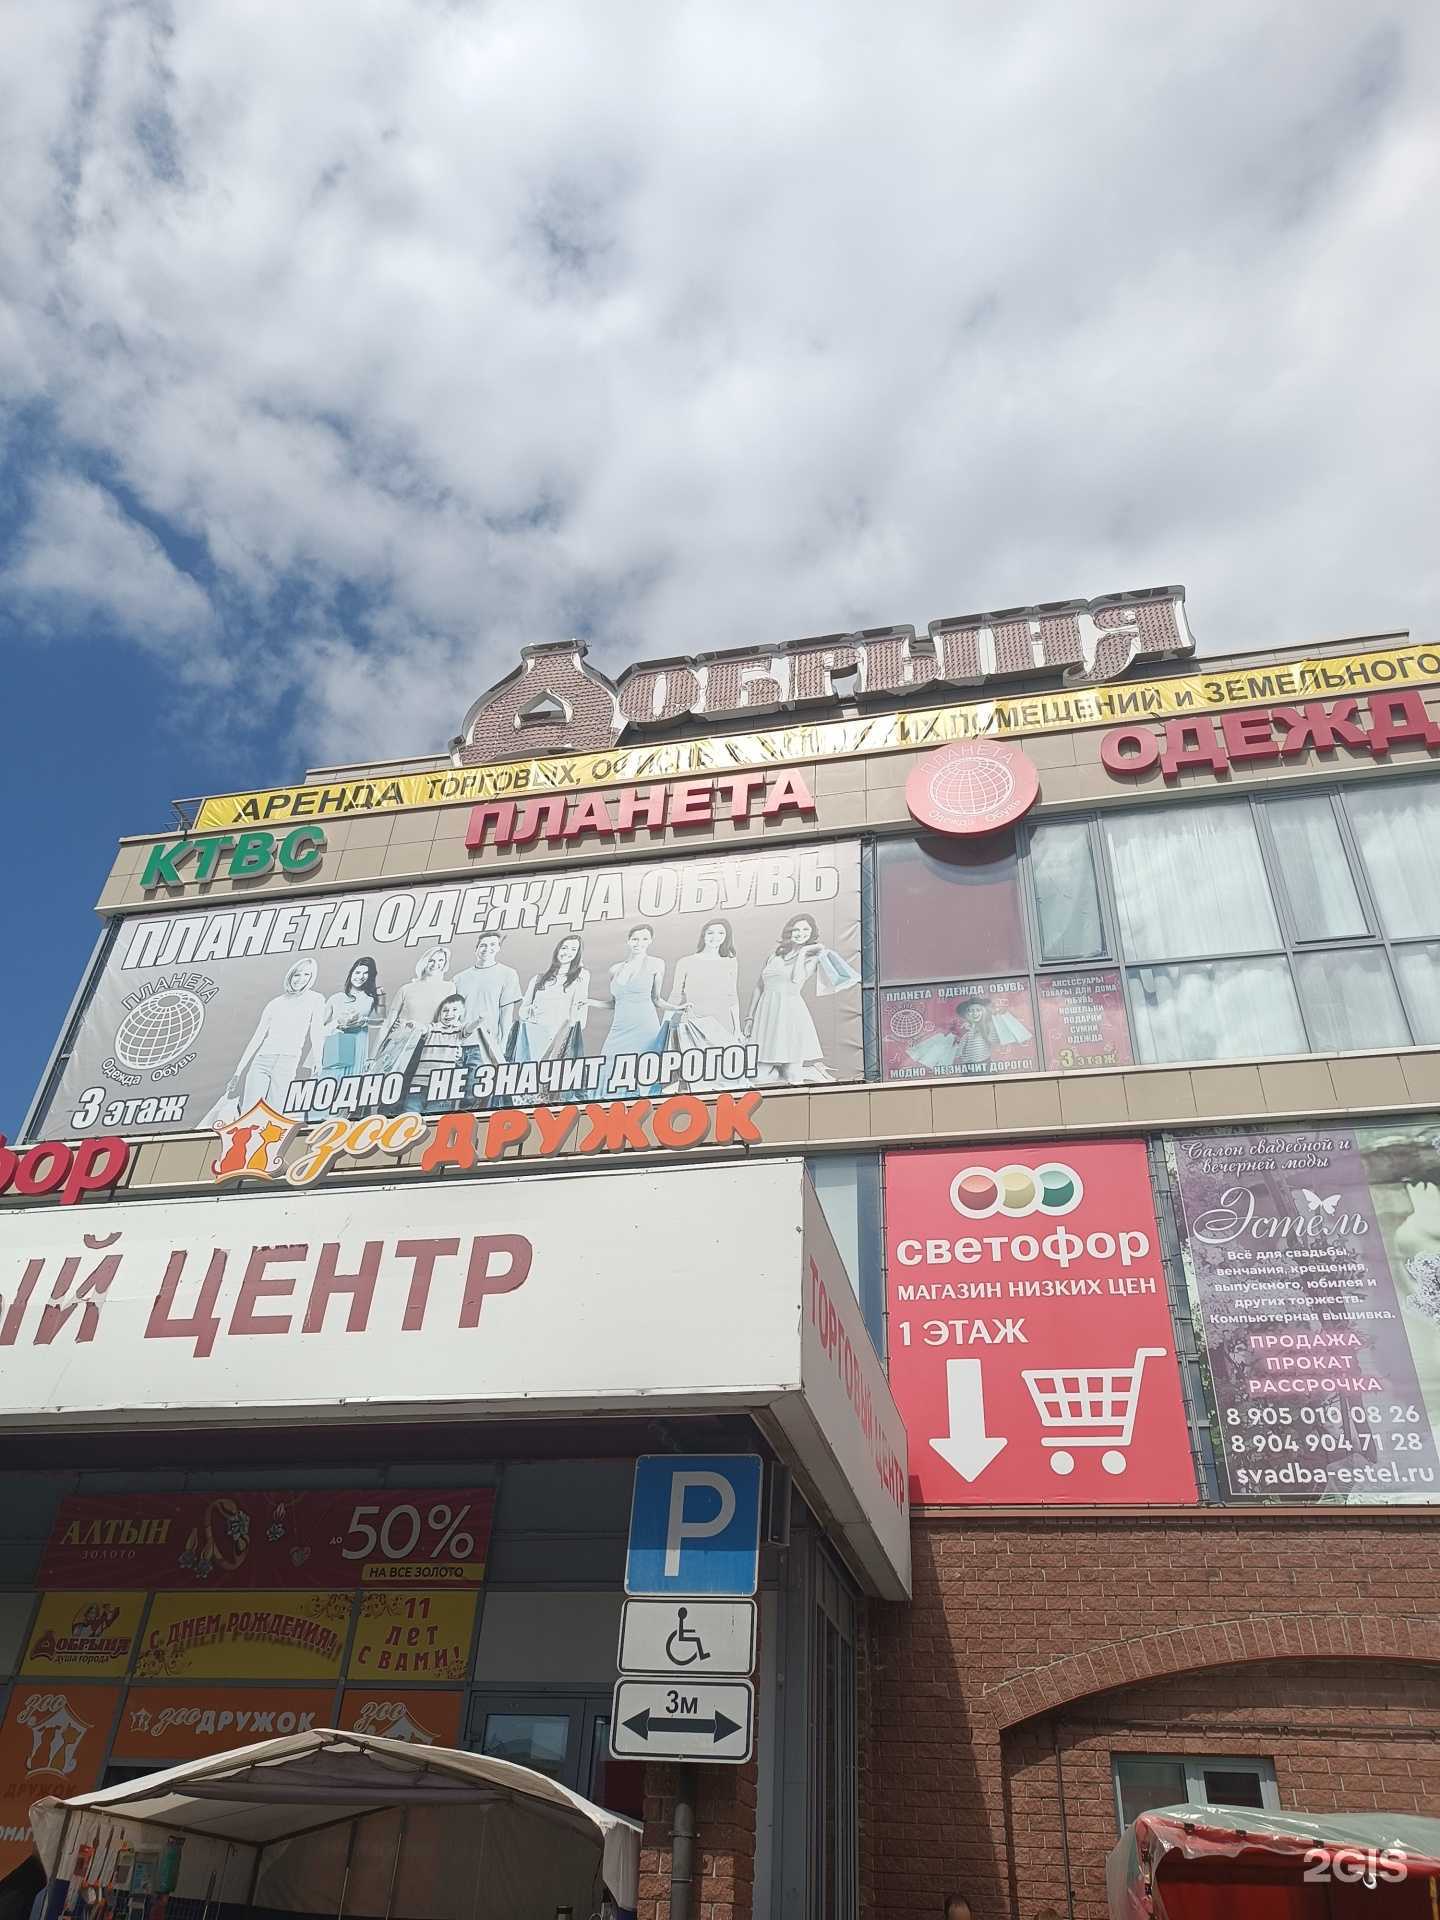 ДОБРЫНЯ
АРЕНДА ТОРГОВЫХ, ПОМЕЩЕНИЙ и ЗЕМЕЛЬНОГО
КТВС
ПЛАНЕТА
ПЛАНЕТА
Одежда Обувь
ОДЕЖД
ПЛАНЕТА ОДЕЖДА ОБУВЬ
ПЛАНЕТА
Одежда Обувь
3 этаж
МОДНО - НЕ ЗНАЧИТ ДОРОГО!
ПЛАНЕТА ОДЕЖДА ОБУВЬ
МОДНО - НЕ ЗНАЧИТ ДОРОГО!
АКСЕССУАРЫ
ТОВАРЫ ДЛЯ ДОМА
ОБУВЬ
КОШЕЛЬКИ
ПОДАРКИ
СУМКИ
ОДЕЖДА
3 этаж
фор
зоо ДРУЖОК
ЫЙ ЦЕНТР
ТОРГОВЫЙ ЦЕНТР
светофор
МАГАЗИН НИЗКИХ ЦЕН
1 ЭТАЖ
Салон свадебной и
вечерней моды
Эстель
Всё для свадьбы,
венчания, крещения,
выпускного, юбилея и
других торжеств.
Компьютерная вышивка.
ПРОДАЖА
ПРОКАТ
РАССРОЧКА
8 905 010 08 26
8 904 904 71 28
svadba-estel.ru
АЛТЫН
ЗОЛОТО
до 50%
НА ВСЕ ЗОЛОТО
ДОБРЫНЯ
душа города
С ДНЕМ РОЖДЕНИЯ!
11
лет
с вами!
P
3м
зоо
ДРУЖОК
зоо ДРУЖОК
зоо
2GIS